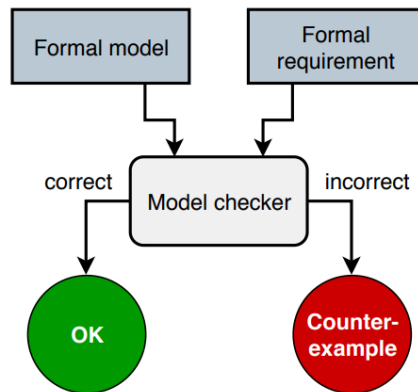 Formal model
Formal
requirement
correct
Model checker
incorrect
OK
Counter-
example